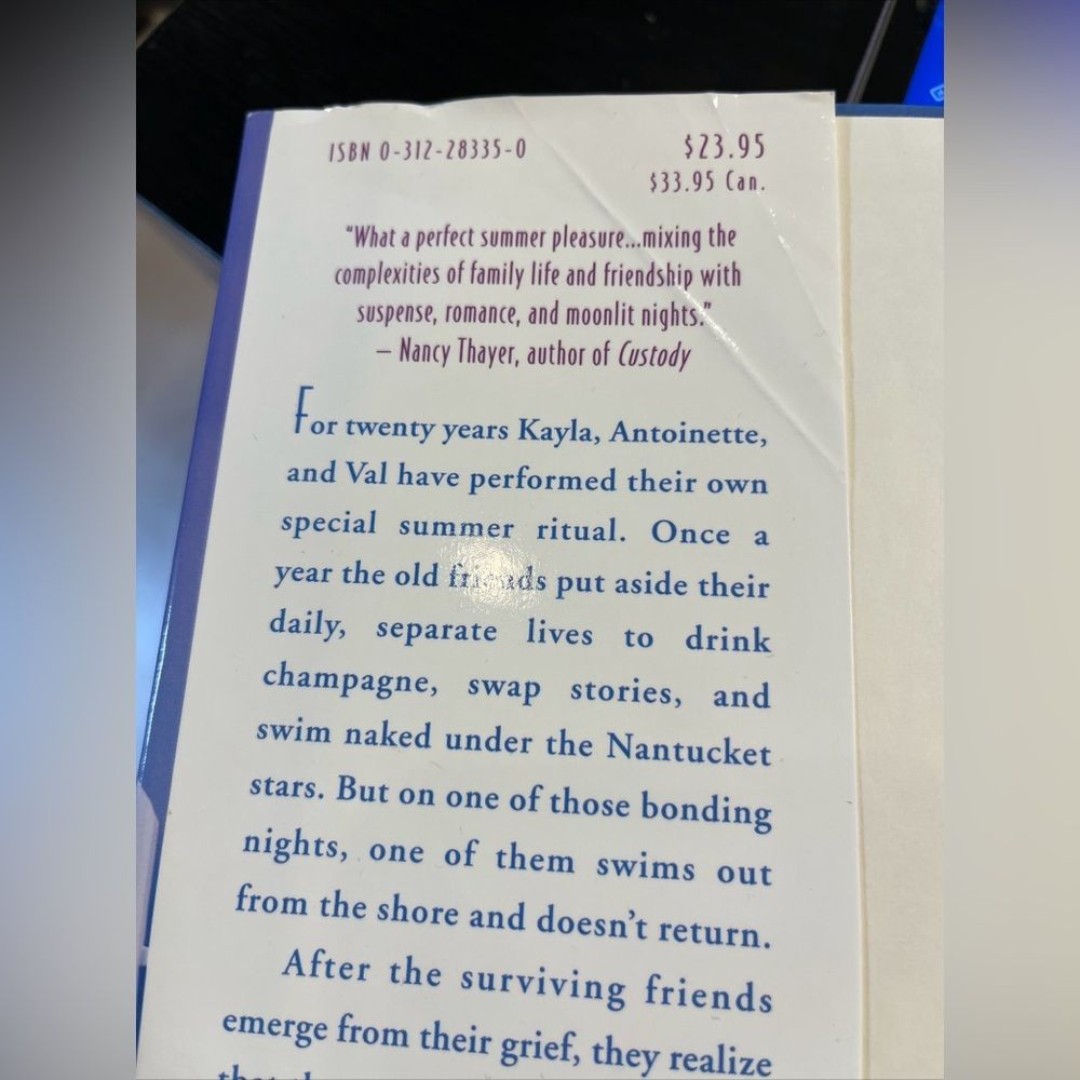 ISBN 0-312-28335-0
$23.95
$33.95 Can.
"What a perfect summer pleasure...mixing the
complexities of family life and friendship with
suspense, romance, and moonlit nights."
– Nancy Thayer, author of Custody
For twenty years Kayla, Antoinette,
and Val have performed their own
special summer ritual. Once a
year the old friends put aside their
daily, separate lives to drink
champagne, swap stories, and
swim naked under the Nantucket
stars. But on one of those bonding
nights, one of them swims out
from the shore and doesn't return.
After the surviving friends
emerge from their grief, they realize